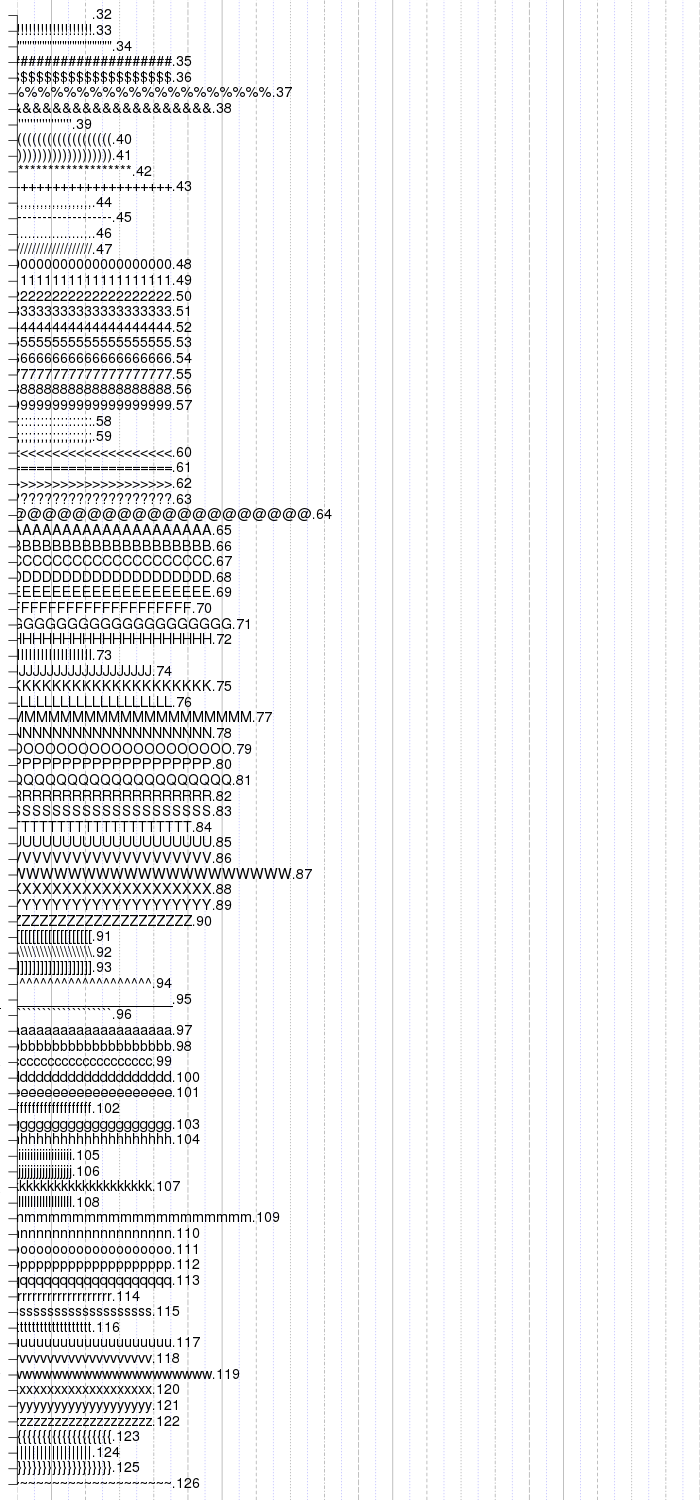 .32
!!!!!!!!!!!!!!!!!!!!.33
"""""""""""""""""""".34
####################.35
$$$$$$$$$$$$$$$$$$$$.36
%%%%%%%%%%%%%%%%%%%%.37
&&&&&&&&&&&&&&&&&&&&.38
''''''''''''''''''''.39
((((((((((((((((((((.40
)))))))))))))))))))).41
********************.42
++++++++++++++++++++.43
,,,,,,,,,,,,,,,,,,,,.44
--------------------.45
.....................46
////////////////////.47
00000000000000000000.48
11111111111111111111.49
22222222222222222222.50
33333333333333333333.51
44444444444444444444.52
55555555555555555555.53
66666666666666666666.54
77777777777777777777.55
88888888888888888888.56
99999999999999999999.57
::::::::::::::::::::.58
;;;;;;;;;;;;;;;;;;;;.59
<<<<<<<<<<<<<<<<<<<<.60
====================.61
>>>>>>>>>>>>>>>>>>>>.62
????????????????????.63
@@@@@@@@@@@@@@@@@@@@.64
AAAAAAAAAAAAAAAAAAAA.65
BBBBBBBBBBBBBBBBBBBB.66
CCCCCCCCCCCCCCCCCCCC.67
DDDDDDDDDDDDDDDDDDDD.68
EEEEEEEEEEEEEEEEEEEE.69
FFFFFFFFFFFFFFFFFFFF.70
GGGGGGGGGGGGGGGGGGGG.71
HHHHHHHHHHHHHHHHHHHH.72
IIIIIIIIIIIIIIIIIIII.73
JJJJJJJJJJJJJJJJJJJJ.74
KKKKKKKKKKKKKKKKKKKK.75
LLLLLLLLLLLLLLLLLLLL.76
MMMMMMMMMMMMMMMMMMMM.77
NNNNNNNNNNNNNNNNNNNN.78
OOOOOOOOOOOOOOOOOOOO.79
PPPPPPPPPPPPPPPPPPPP.80
QQQQQQQQQQQQQQQQQQQQ.81
RRRRRRRRRRRRRRRRRRRR.82
SSSSSSSSSSSSSSSSSSSS.83
TTTTTTTTTTTTTTTTTTTT.84
UUUUUUUUUUUUUUUUUUUU.85
VVVVVVVVVVVVVVVVVVVV.86
WWWWWWWWWWWWWWWWWWWW.87
XXXXXXXXXXXXXXXXXXXX.88
YYYYYYYYYYYYYYYYYYYY.89
ZZZZZZZZZZZZZZZZZZZZ.90
[[[[[[[[[[[[[[[[[[[[.91
\\\\\\\\\\\\\\\\\\\\.92
]]]]]]]]]]]]]]]]]]]].93
^^^^^^^^^^^^^^^^^^^^.94
____________________.95
````````````````````.96
aaaaaaaaaaaaaaaaaaaa.97
bbbbbbbbbbbbbbbbbbbb.98
cccccccccccccccccccc.99
dddddddddddddddddddd.100
eeeeeeeeeeeeeeeeeeee.101
ffffffffffffffffffff.102
gggggggggggggggggggg.103
hhhhhhhhhhhhhhhhhhhh.104
iiiiiiiiiiiiiiiiiiii.105
jjjjjjjjjjjjjjjjjjjj.106
kkkkkkkkkkkkkkkkkkkk.107
llllllllllllllllllll.108
mmmmmmmmmmmmmmmmmmmm.109
nnnnnnnnnnnnnnnnnnnn.110
oooooooooooooooooooo.111
pppppppppppppppppppp.112
qqqqqqqqqqqqqqqqqqqq.113
rrrrrrrrrrrrrrrrrrrr.114
ssssssssssssssssssss.115
tttttttttttttttttttt.116
uuuuuuuuuuuuuuuuuuuu.117
vvvvvvvvvvvvvvvvvvvv.118
wwwwwwwwwwwwwwwwwwww.119
xxxxxxxxxxxxxxxxxxxx.120
yyyyyyyyyyyyyyyyyyyy.121
zzzzzzzzzzzzzzzzzzzz.122
{{{{{{{{{{{{{{{{{{{{.123
||||||||||||||||||||.124
}}}}}}}}}}}}}}}}}}}}.125
~~~~~~~~~~~~~~~~~~~~.126